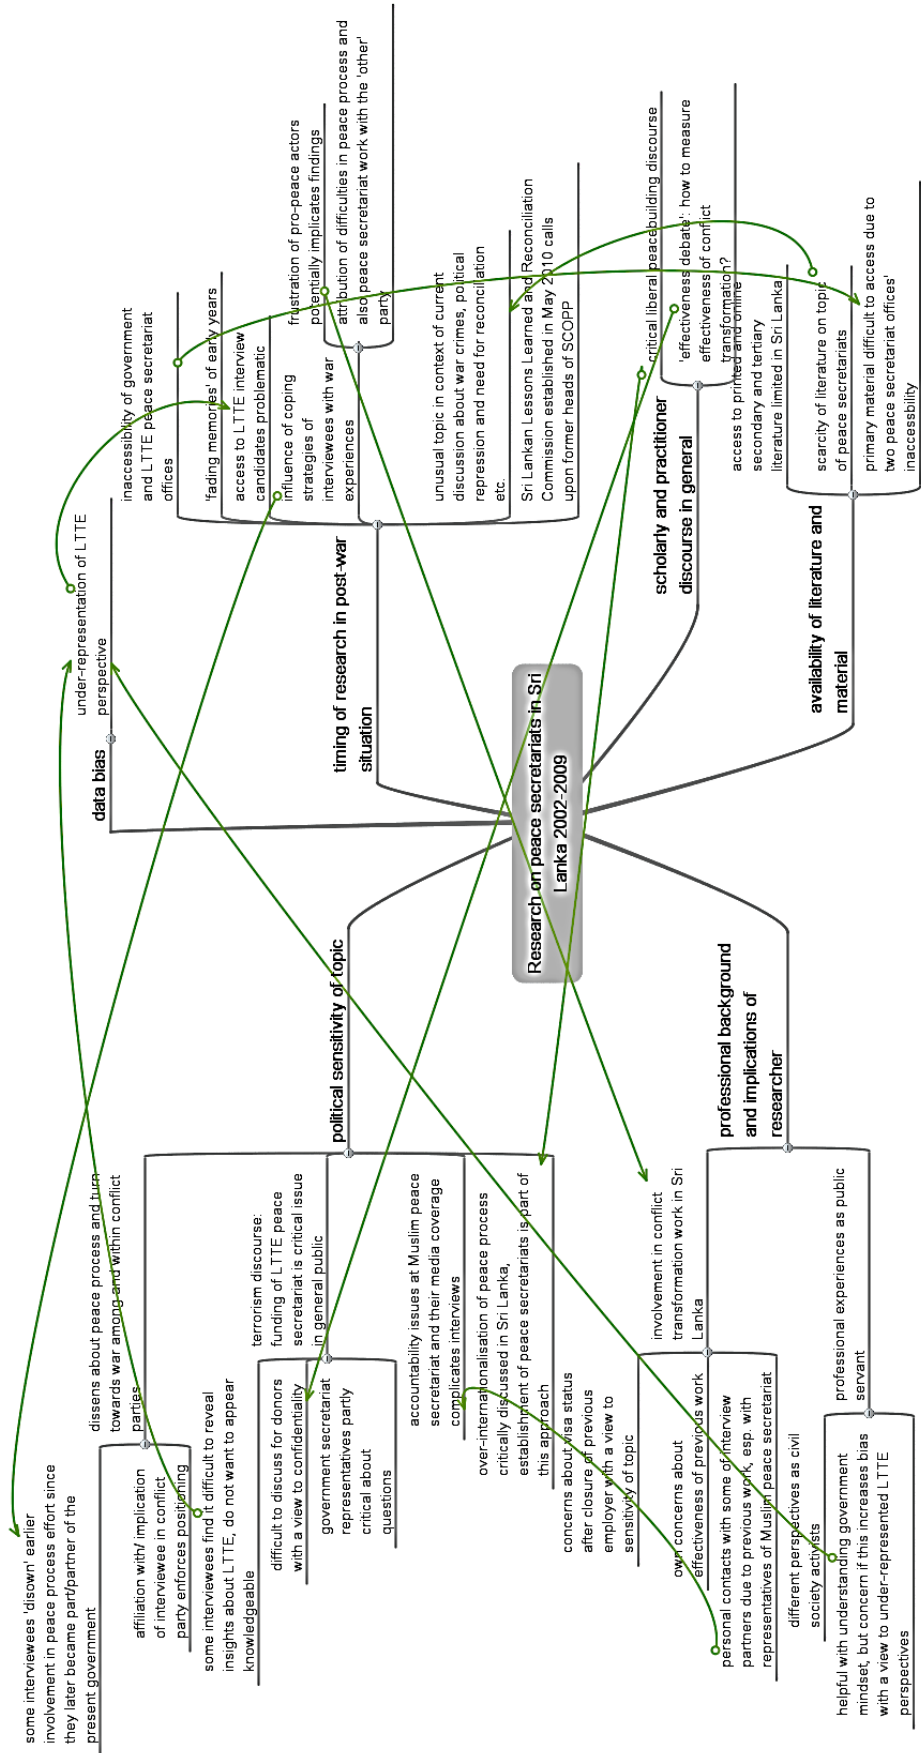 Research on peace secretariats in Sri
Lanka 2002-2009
data bias
under-representation of LTTE
perspective
timing of research in post-war
situation
inaccessibility of government
and LTTE peace secretariat
offices
'fading memories' of early years
access to LTTE interview
candidates problematic
influence of coping
strategies of
interviewees with war
experiences
frustration of pro-peace actors
potentially implicates findings
attribution of difficulties in peace process and
also peace secretariat work with the 'other'
party
unusual topic in context of current
discussion about war crimes, political
repression and need for reconciliation
etc.
Sri Lankan Lessons Learned and Reconciliation
Commission established in May 2010 calls
upon former heads of SCOPP
scholarly and practitioner
discourse in general
critical liberal peacebuilding discourse
'effectiveness debate': how to measure
effectiveness of conflict
transformation?
availability of literature and
material
access to printed and online
secondary and tertiary
literature limited in Sri Lanka
scarcity of literature on topic
of peace secretariats
primary material difficult to access due to
two peace secretariat offices'
inaccessbility
political sensitivity of topic
dissens about peace process and turn
towards war among and within conflict
parties
some interviewees 'disown' earlier
involvement in peace process effort since
they later became part/partner of the
present government
affiliation with/ implication
of interviewee in conflict
party enforces positioning
terrorism discourse:
funding of LTTE peace
secretariat is critical issue
in general public
some interviewees find it difficult to reveal
insights about LTTE, do not want to appear
knowledgeable
difficult to discuss for donors
with a view to confidentiality
government secretariat
representatives partly
critical about
questions
accountability issues at Muslim peace
secretariat and their media coverage
complicates interviews
over-internationalisation of peace process
critically discussed in Sri Lanka,
establishment of peace secretariats is part of
this approach
professional background
and implications of
researcher
involvement in conflict
transformation work in Sri
Lanka
concerns about visa status
after closure of previous
employer with a view to
sensitivity of topic
own concerns about
effectiveness of previous work
personal contacts with some of interview
partners due to previous work, esp. with
representatives of Muslim peace secretariat
professional experiences as public
servant
different perspectives as civil
society activists
helpful with understanding government
mindset, but concern if this increases bias
with a view to under-represented LTTE
perspectives